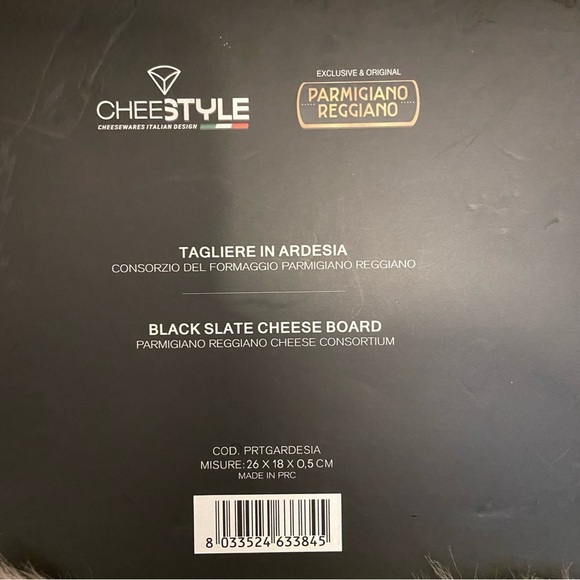 CHEESTYLE
CHEESEWARES ITALIAN DESIGN
EXCLUSIVE & ORIGINAL
PARMIGIANO
REGGIANO
TAGLIERE IN ARDESIA
CONSORZIO DEL FORMAGGIO PARMIGIANO REGGIANO
BLACK SLATE CHEESE BOARD
PARMIGIANO REGGIANO CHEESE CONSORTIUM
COD. PRTGARDESIA
MISURE: 26 X 18 X 0,5 CM
MADE IN PRC
8 033524 633845